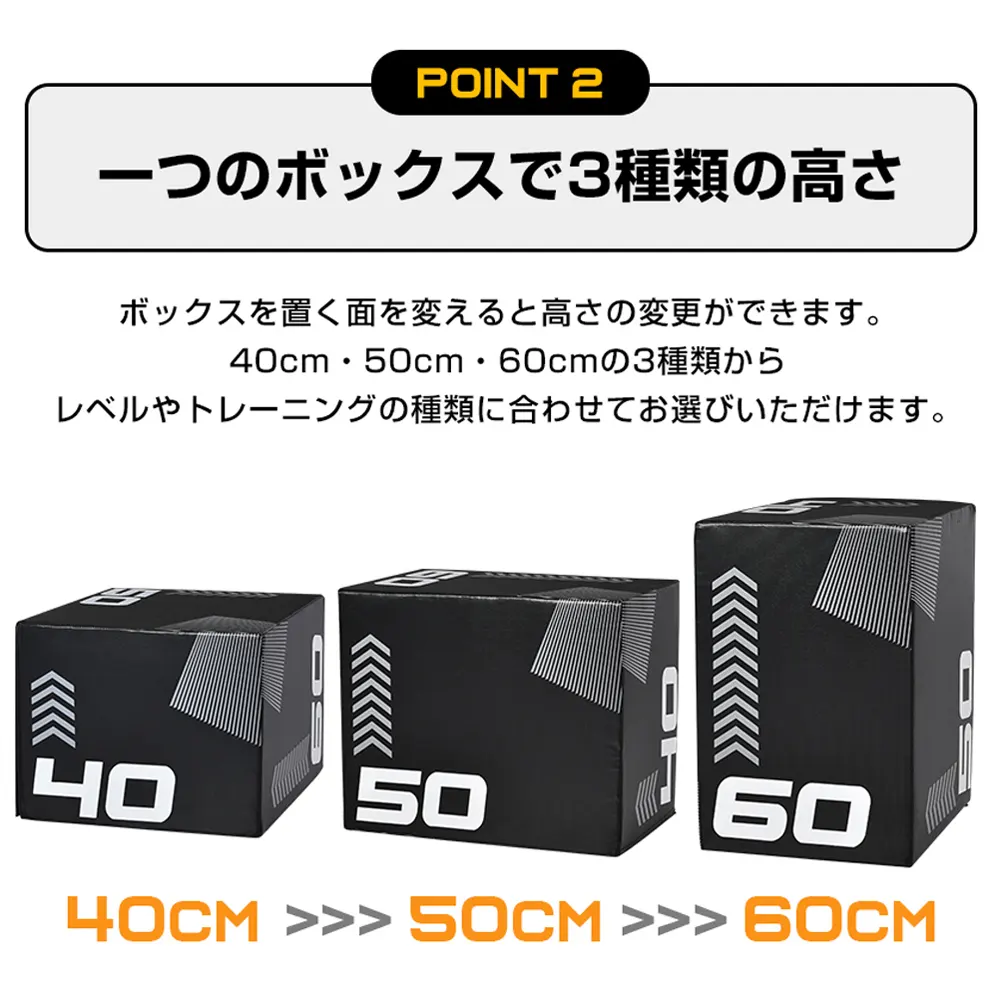 POINT 2
一つのボックスで3種類の高さ
ボックスを置く面を変えると高さの変更ができます。
40cm・50cm・60cmの3種類から
レベルやトレーニングの種類に合わせてお選びいただけます。
50
60
40
50
40
50
50
60
40CM >>> 50CM >>> 60CM